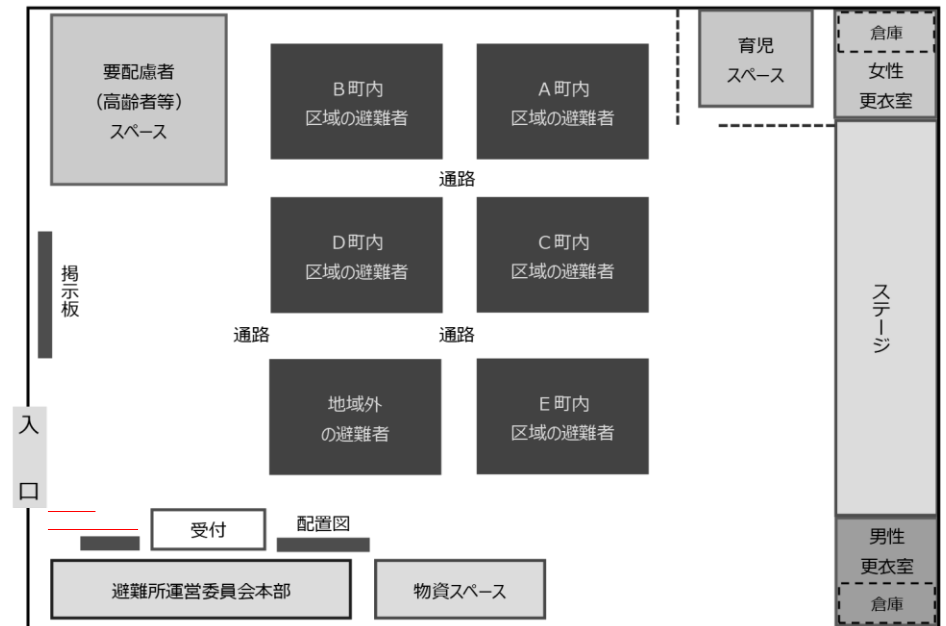 要配慮者
(高齢者等)
スペース
B町内
区域の避難者
A町内
区域の避難者
育児
スペース
倉庫
女性
更衣室
通路
D町内
区域の避難者
C町内
区域の避難者
掲示板
ステージ
通路
通路
地域外
の避難者
E町内
区域の避難者
入口
受付
配置図
男性
更衣室
避難所運営委員会本部
物資スペース
倉庫